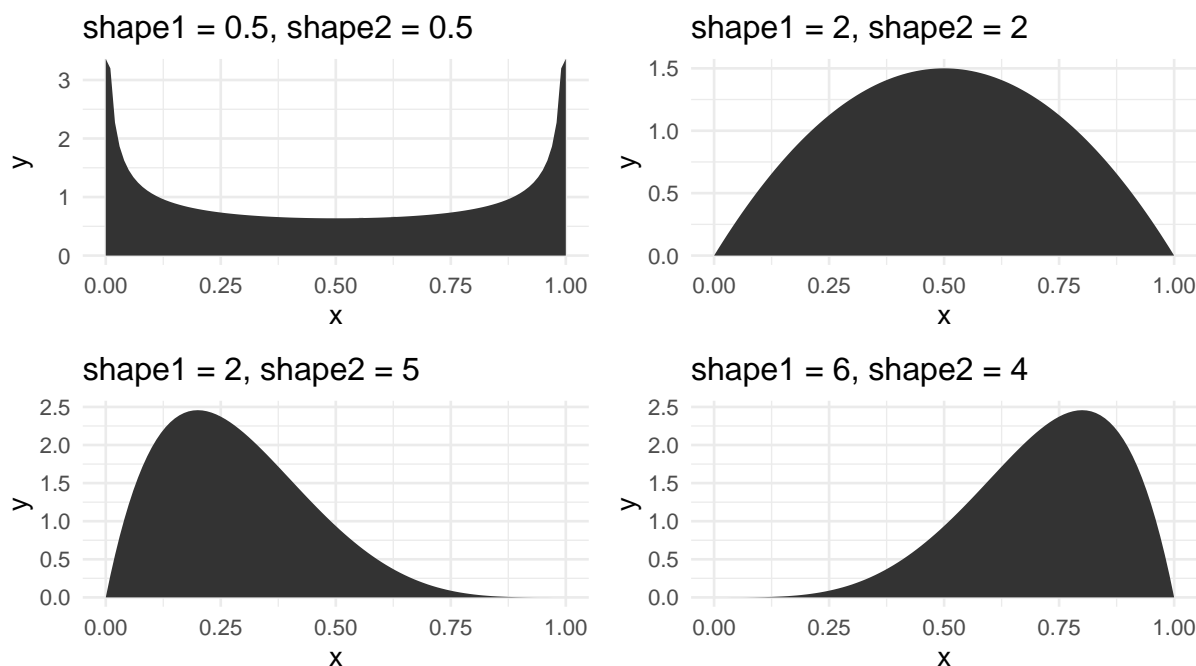 shape1 = 0.5, shape2 = 0.5
3
2
1
0
y
0.00 0.25 0.50 0.75 1.00
x
shape1 = 2, shape2 = 2
1.5
1.0
0.5
0.0
y
0.00 0.25 0.50 0.75 1.00
x
shape1 = 2, shape2 = 5
2.5
2.0
1.5
1.0
0.5
0.0
y
0.00 0.25 0.50 0.75 1.00
x
shape1 = 6, shape2 = 4
2.5
2.0
1.5
1.0
0.5
0.0
y
0.00 0.25 0.50 0.75 1.00
x